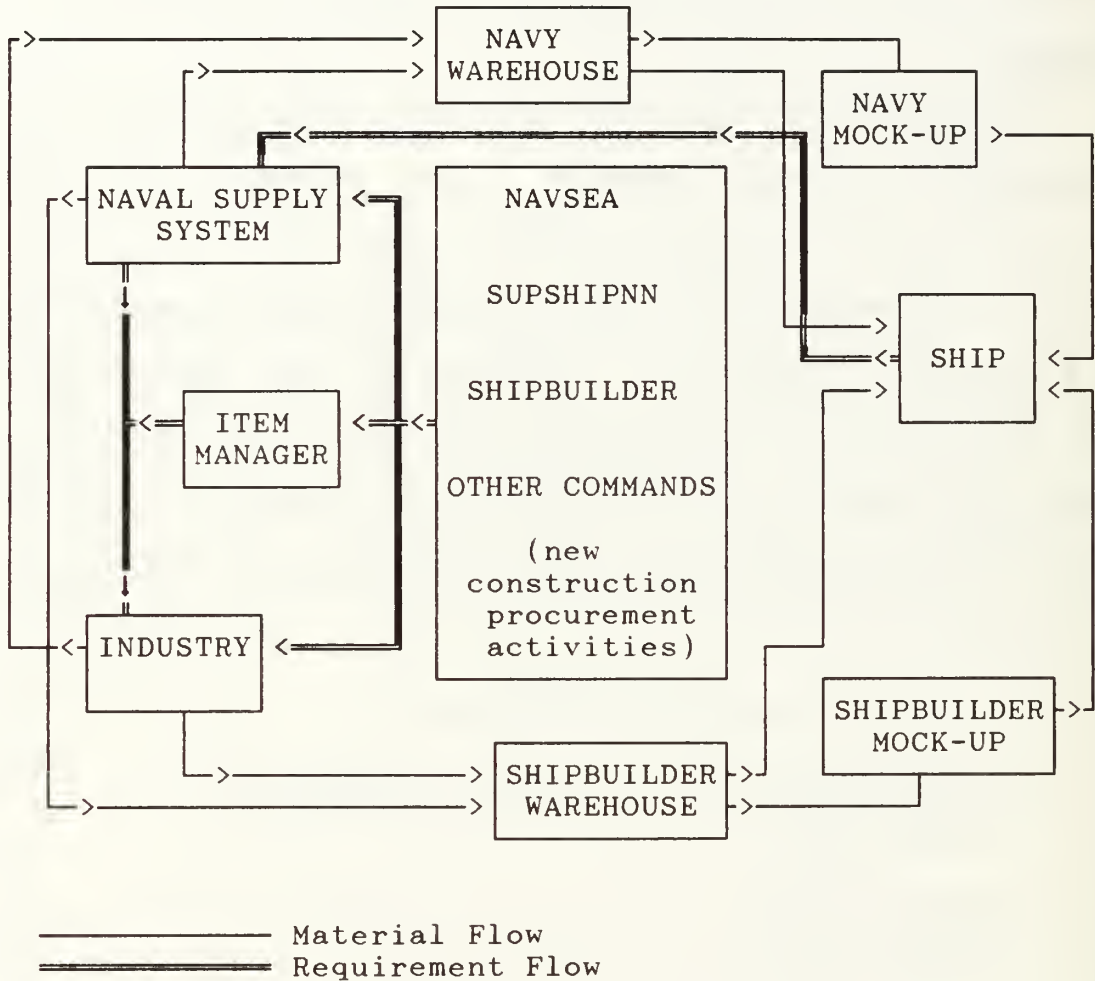 NAVY
WAREHOUSE
NAVY
MOCK-UP
NAVAL SUPPLY
SYSTEM
NAVSEA
SUPSHIPNN
SHIPBUILDER
OTHER COMMANDS
(new
construction
procurement
activities)
SHIP
ITEM
MANAGER
INDUSTRY
SHIPBUILDER
MOCK-UP
SHIPBUILDER
WAREHOUSE
Material Flow
Requirement Flow